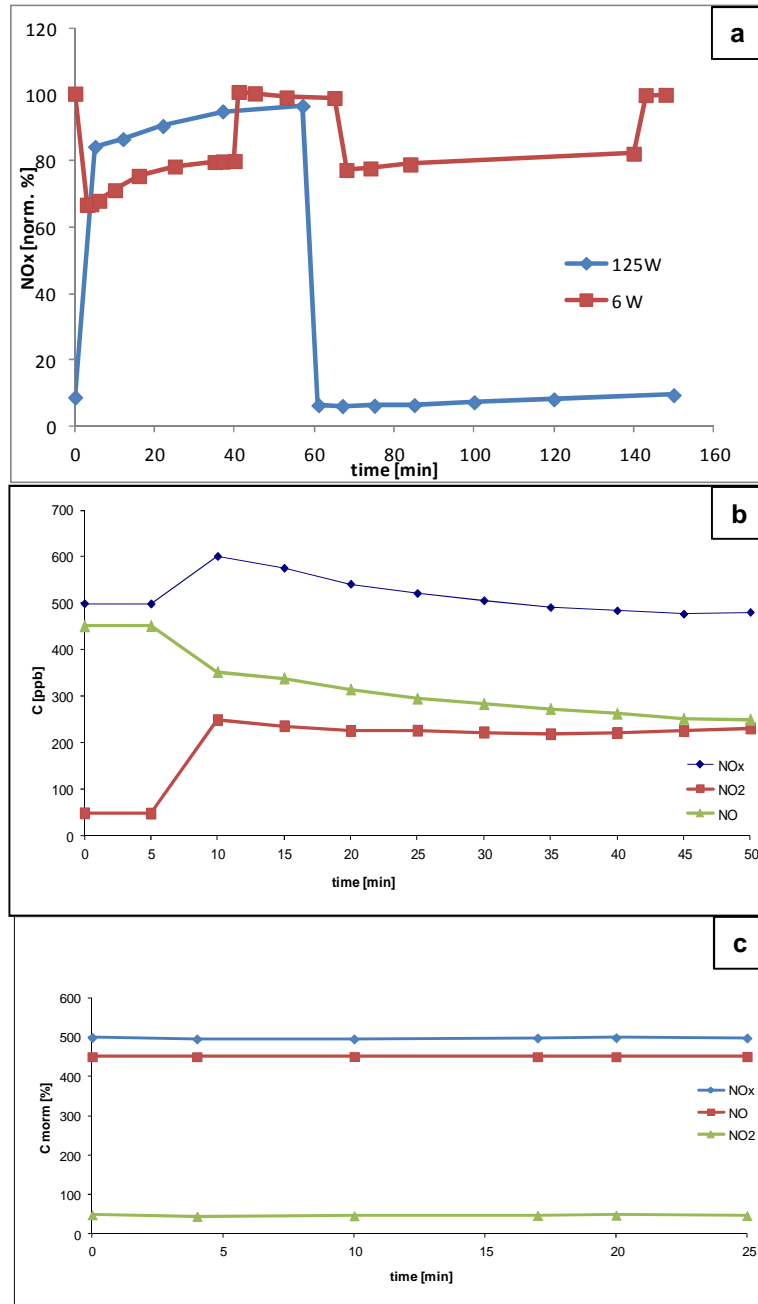 a
120
100
80
60
40
20
0
NOx [norm. %]
125W
6 W
0 20 40 60 80 100 120 140 160
time [min]
b
700
600
500
400
300
200
100
0
C [ppb]
NOx
NO2
NO
0 5 10 15 20 25 30 35 40 45 50
time [min]
c
600
500
400
300
200
100
0
C morm [%]
NOx
NO
NO2
0 5 10 15 20 25
time [min]